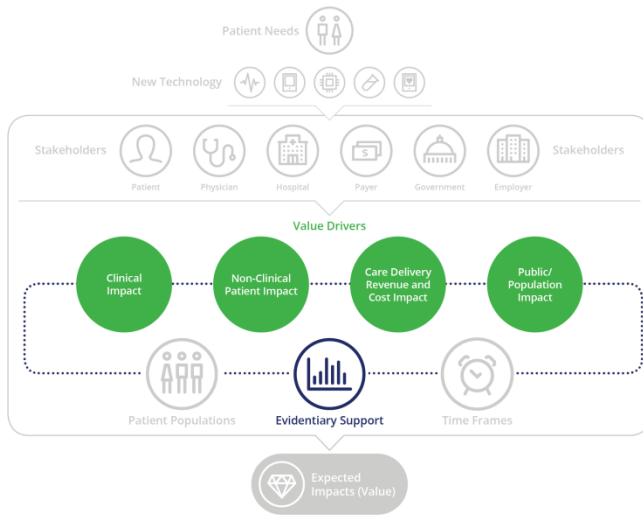 Patient Needs
New Technology
Stakeholders
Stakeholders
Patient
Physician
Hospital
$
Payer
Government
Employer
Value Drivers
Clinical
Impact
Non-Clinical
Patient Impact
Care Delivery
Revenue and
Cost Impact
Public/
Population
Impact
Patient Populations
Evidentiary Support
Time Frames
Expected
Impacts (Value)